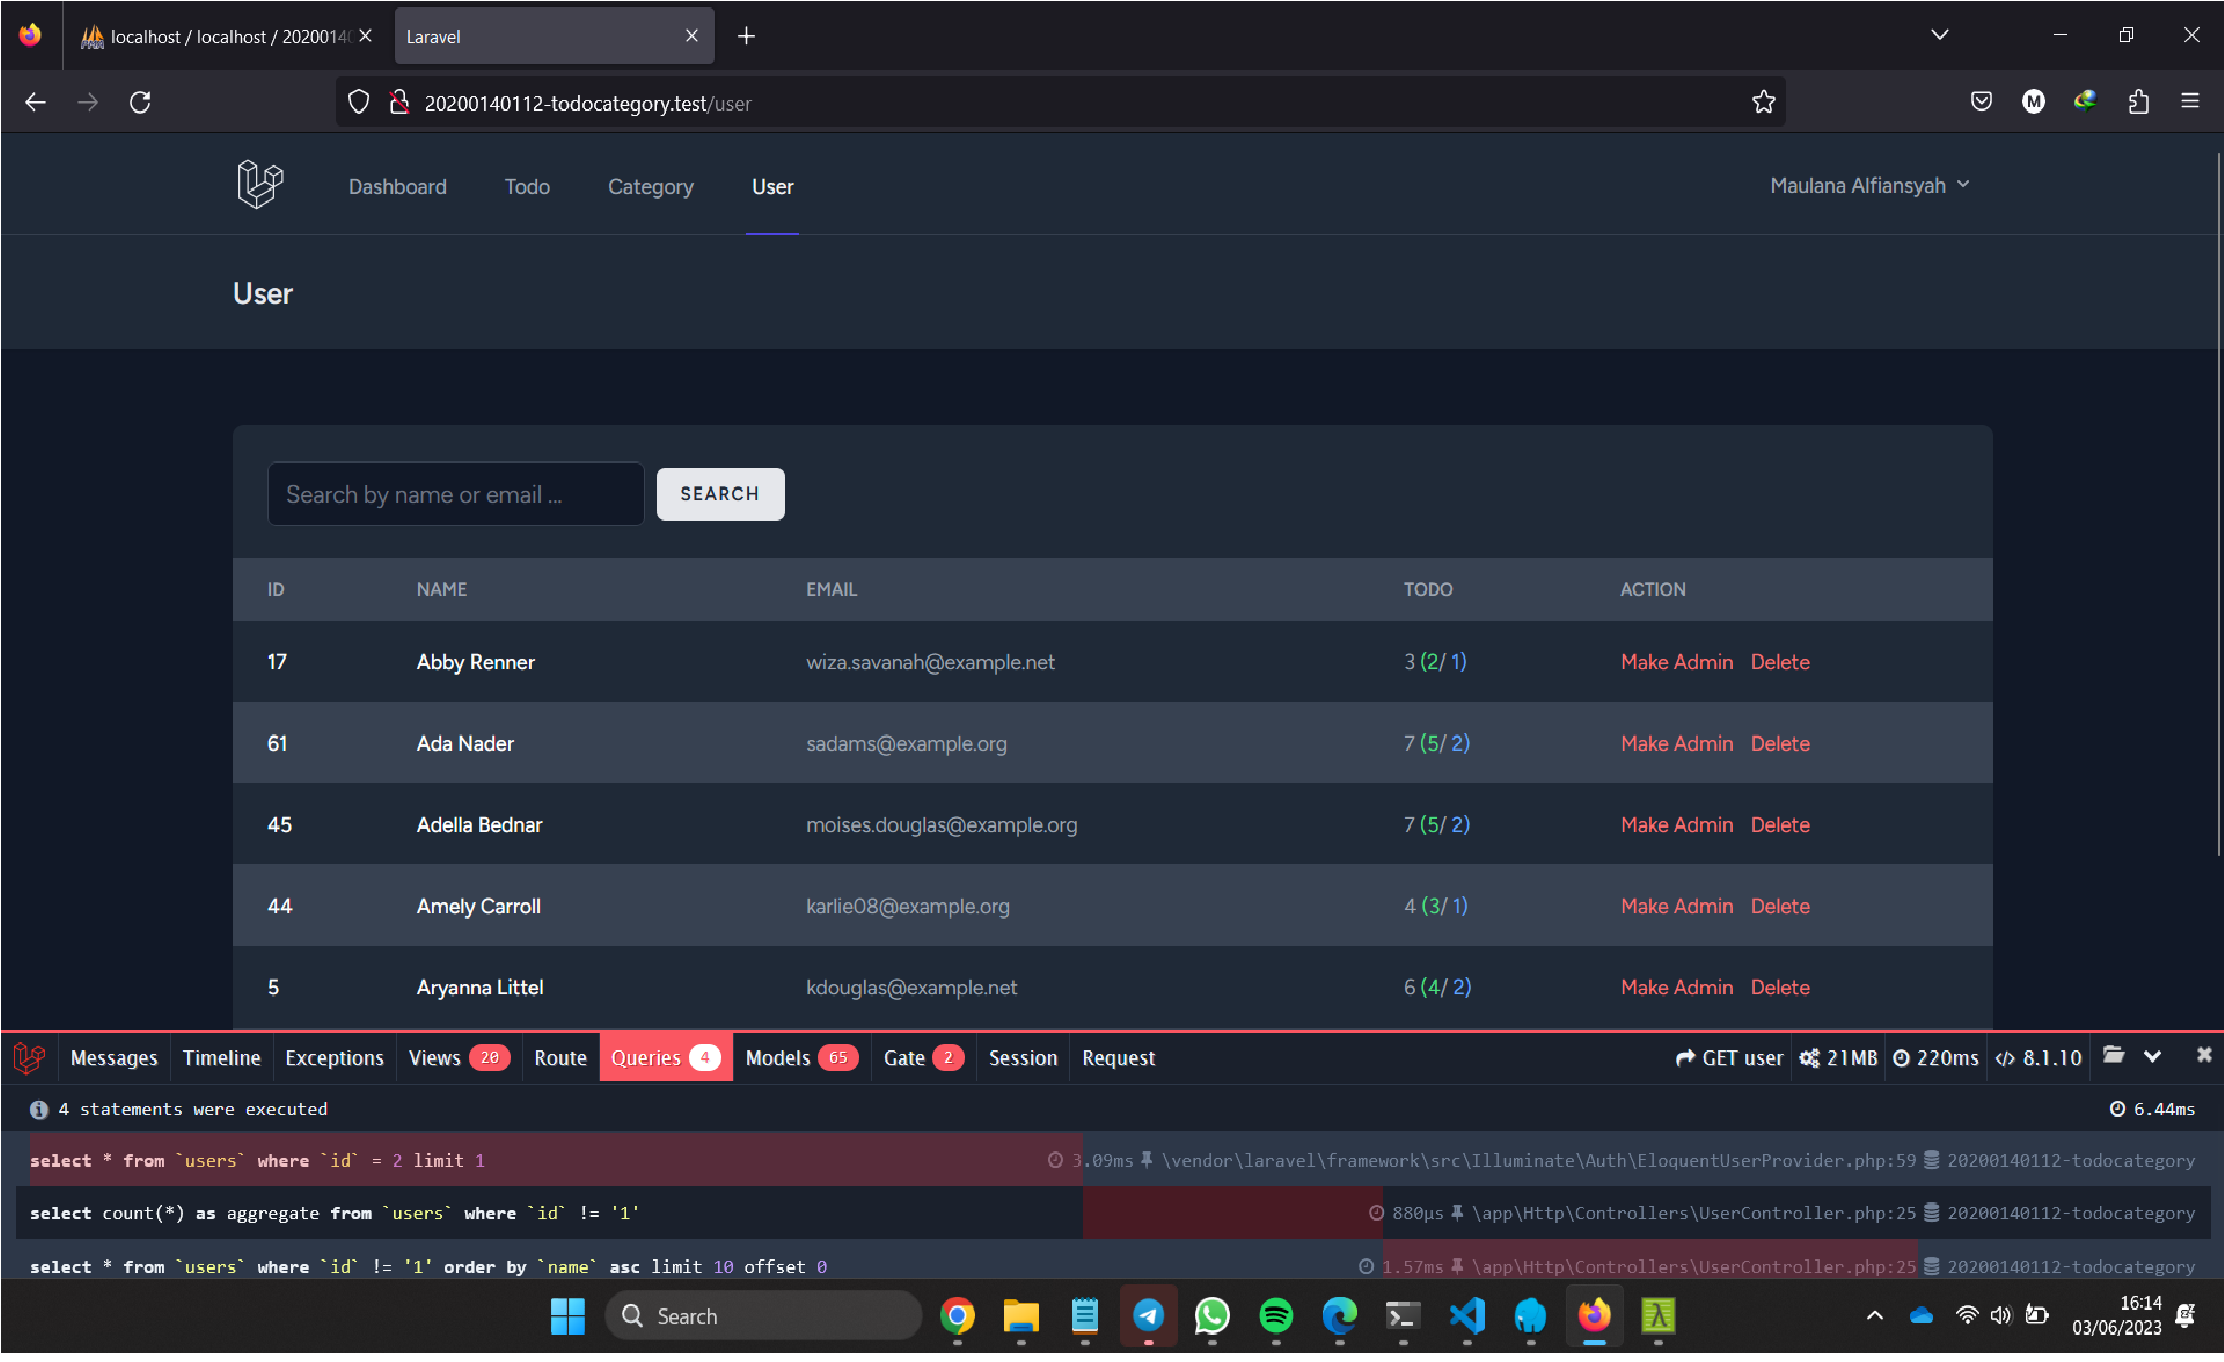 localhost / localhost / 2020014
Laravel
20200140112-todocategory.test/user
M
Dashboard Todo Category User Maulana Alfiansyah
User
Search by name or email ... SEARCH
ID NAME EMAIL TODO ACTION
17 Abby Renner wiza.savanah@example.net 3 (2/ 1) Make Admin Delete
61 Ada Nader sadams@example.org 7 (5/ 2) Make Admin Delete
45 Adella Bednar moises.douglas@example.org 7 (5/ 2) Make Admin Delete
44 Amely Carroll karlie08@example.org 4 (3/ 1) Make Admin Delete
5 Aryanna Littel kdouglas@example.net 6 (4/ 2) Make Admin Delete
Messages Timeline Exceptions Views 20 Route Queries 4 Models 65 Gate 2 Session Request GET user 21MB 220ms 8.1.10
4 statements were executed 6.44ms
select * from `users` where `id` = 2 limit 1 3.09ms \vendor\laravel\framework\src\Illuminate\Auth\EloquentUserProvider.php:59 20200140112-todocategory
select count(*) as aggregate from `users` where `id` != '1' 880μs \app\Http\Controllers\UserController.php:25 20200140112-todocategory
select * from `users` where `id` != '1' order by `name` asc limit 10 offset 0 1.57ms \app\Http\Controllers\UserController.php:25 20200140112-todocategory
Search
16:14
03/06/2023